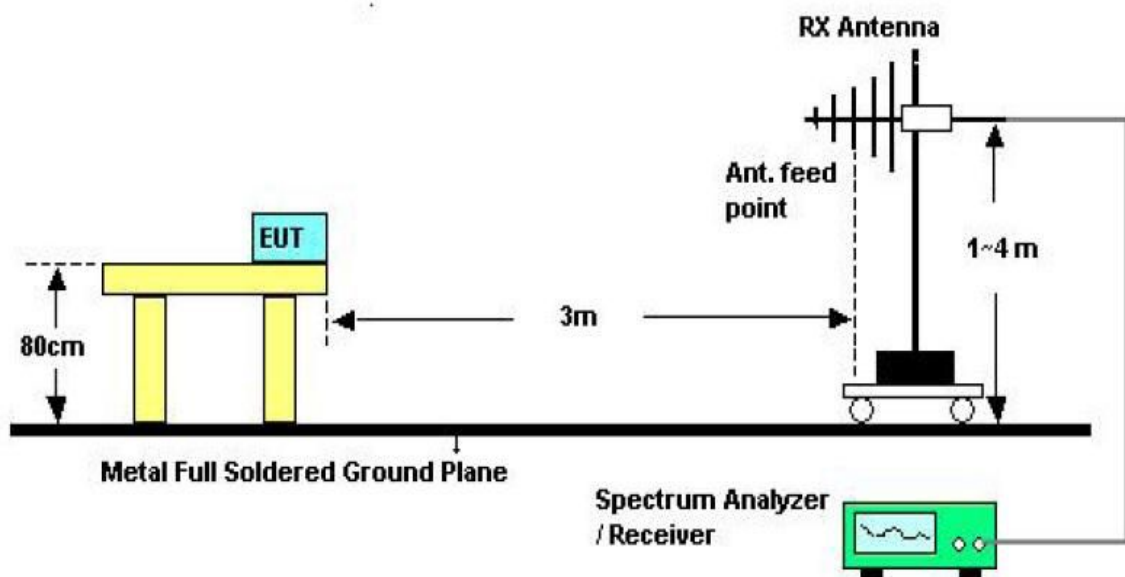 RX Antenna
Ant. feed
point
EUT
1~4 m
3m
80cm
Metal Full Soldered Ground Plane
Spectrum Analyzer
/ Receiver